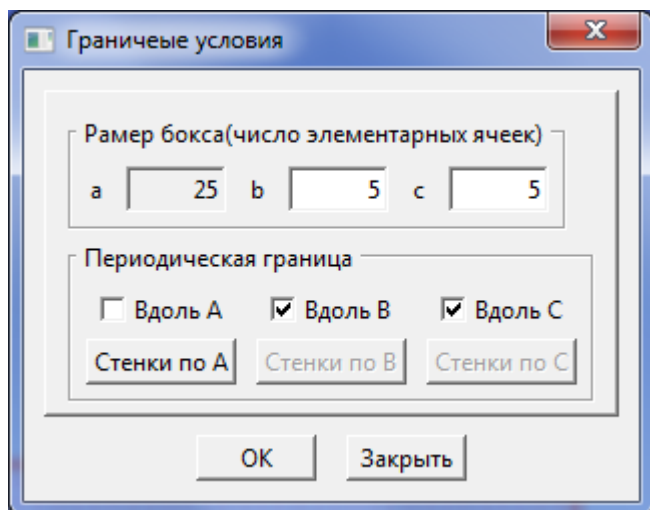 Граничеые условия
Рамер бокса(число элементарных ячеек)
a 25 b 5 c 5
Периодическая граница
Вдоль A Вдоль B Вдоль C
Стенки по A Стенки по B Стенки по C
OK Закрыть